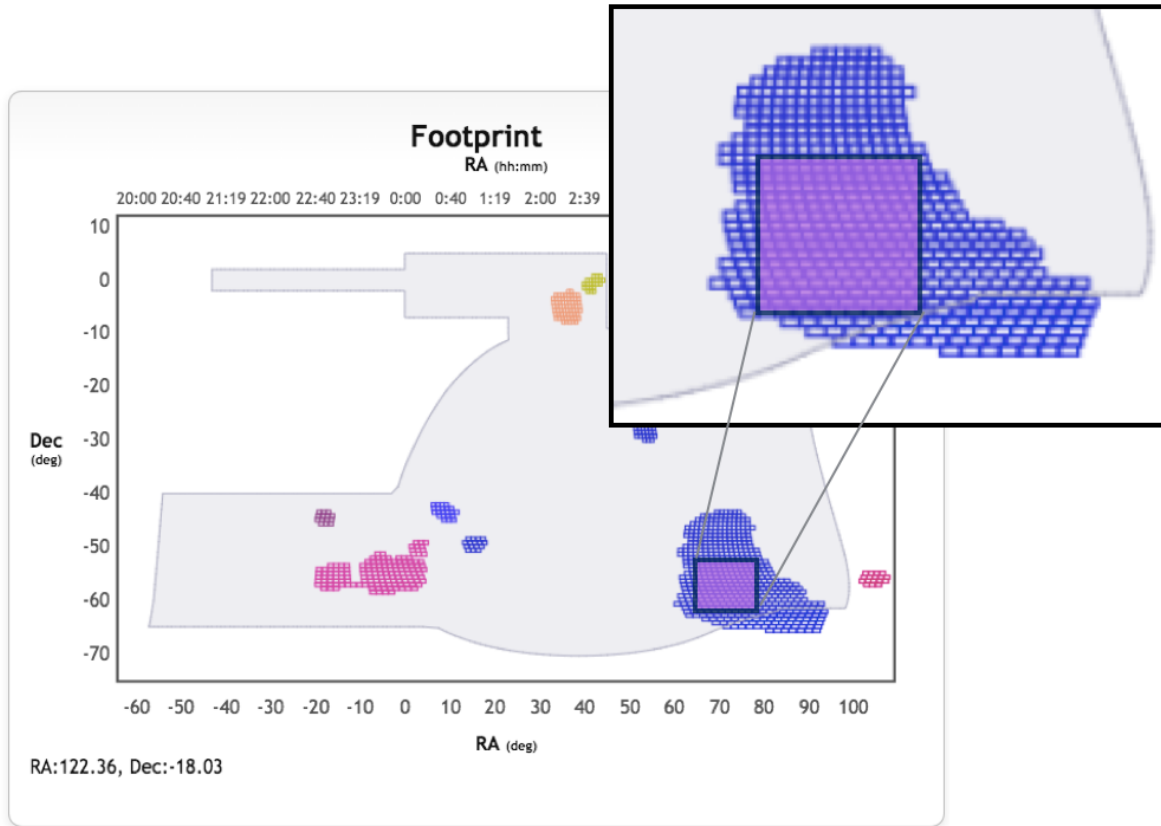 Footprint
RA (hh:mm)
20:00 20:40 21:19 22:00 22:40 23:19 0:00 0:40 1:19 2:00 2:39
10
0
-10
-20
-30
Dec
(deg)
-40
-50
-60
-70
-60 -50 -40 -30 -20 -10 0 10 20 30 40 50 60 70 80 90 100
RA (deg)
RA:122.36, Dec:-18.03